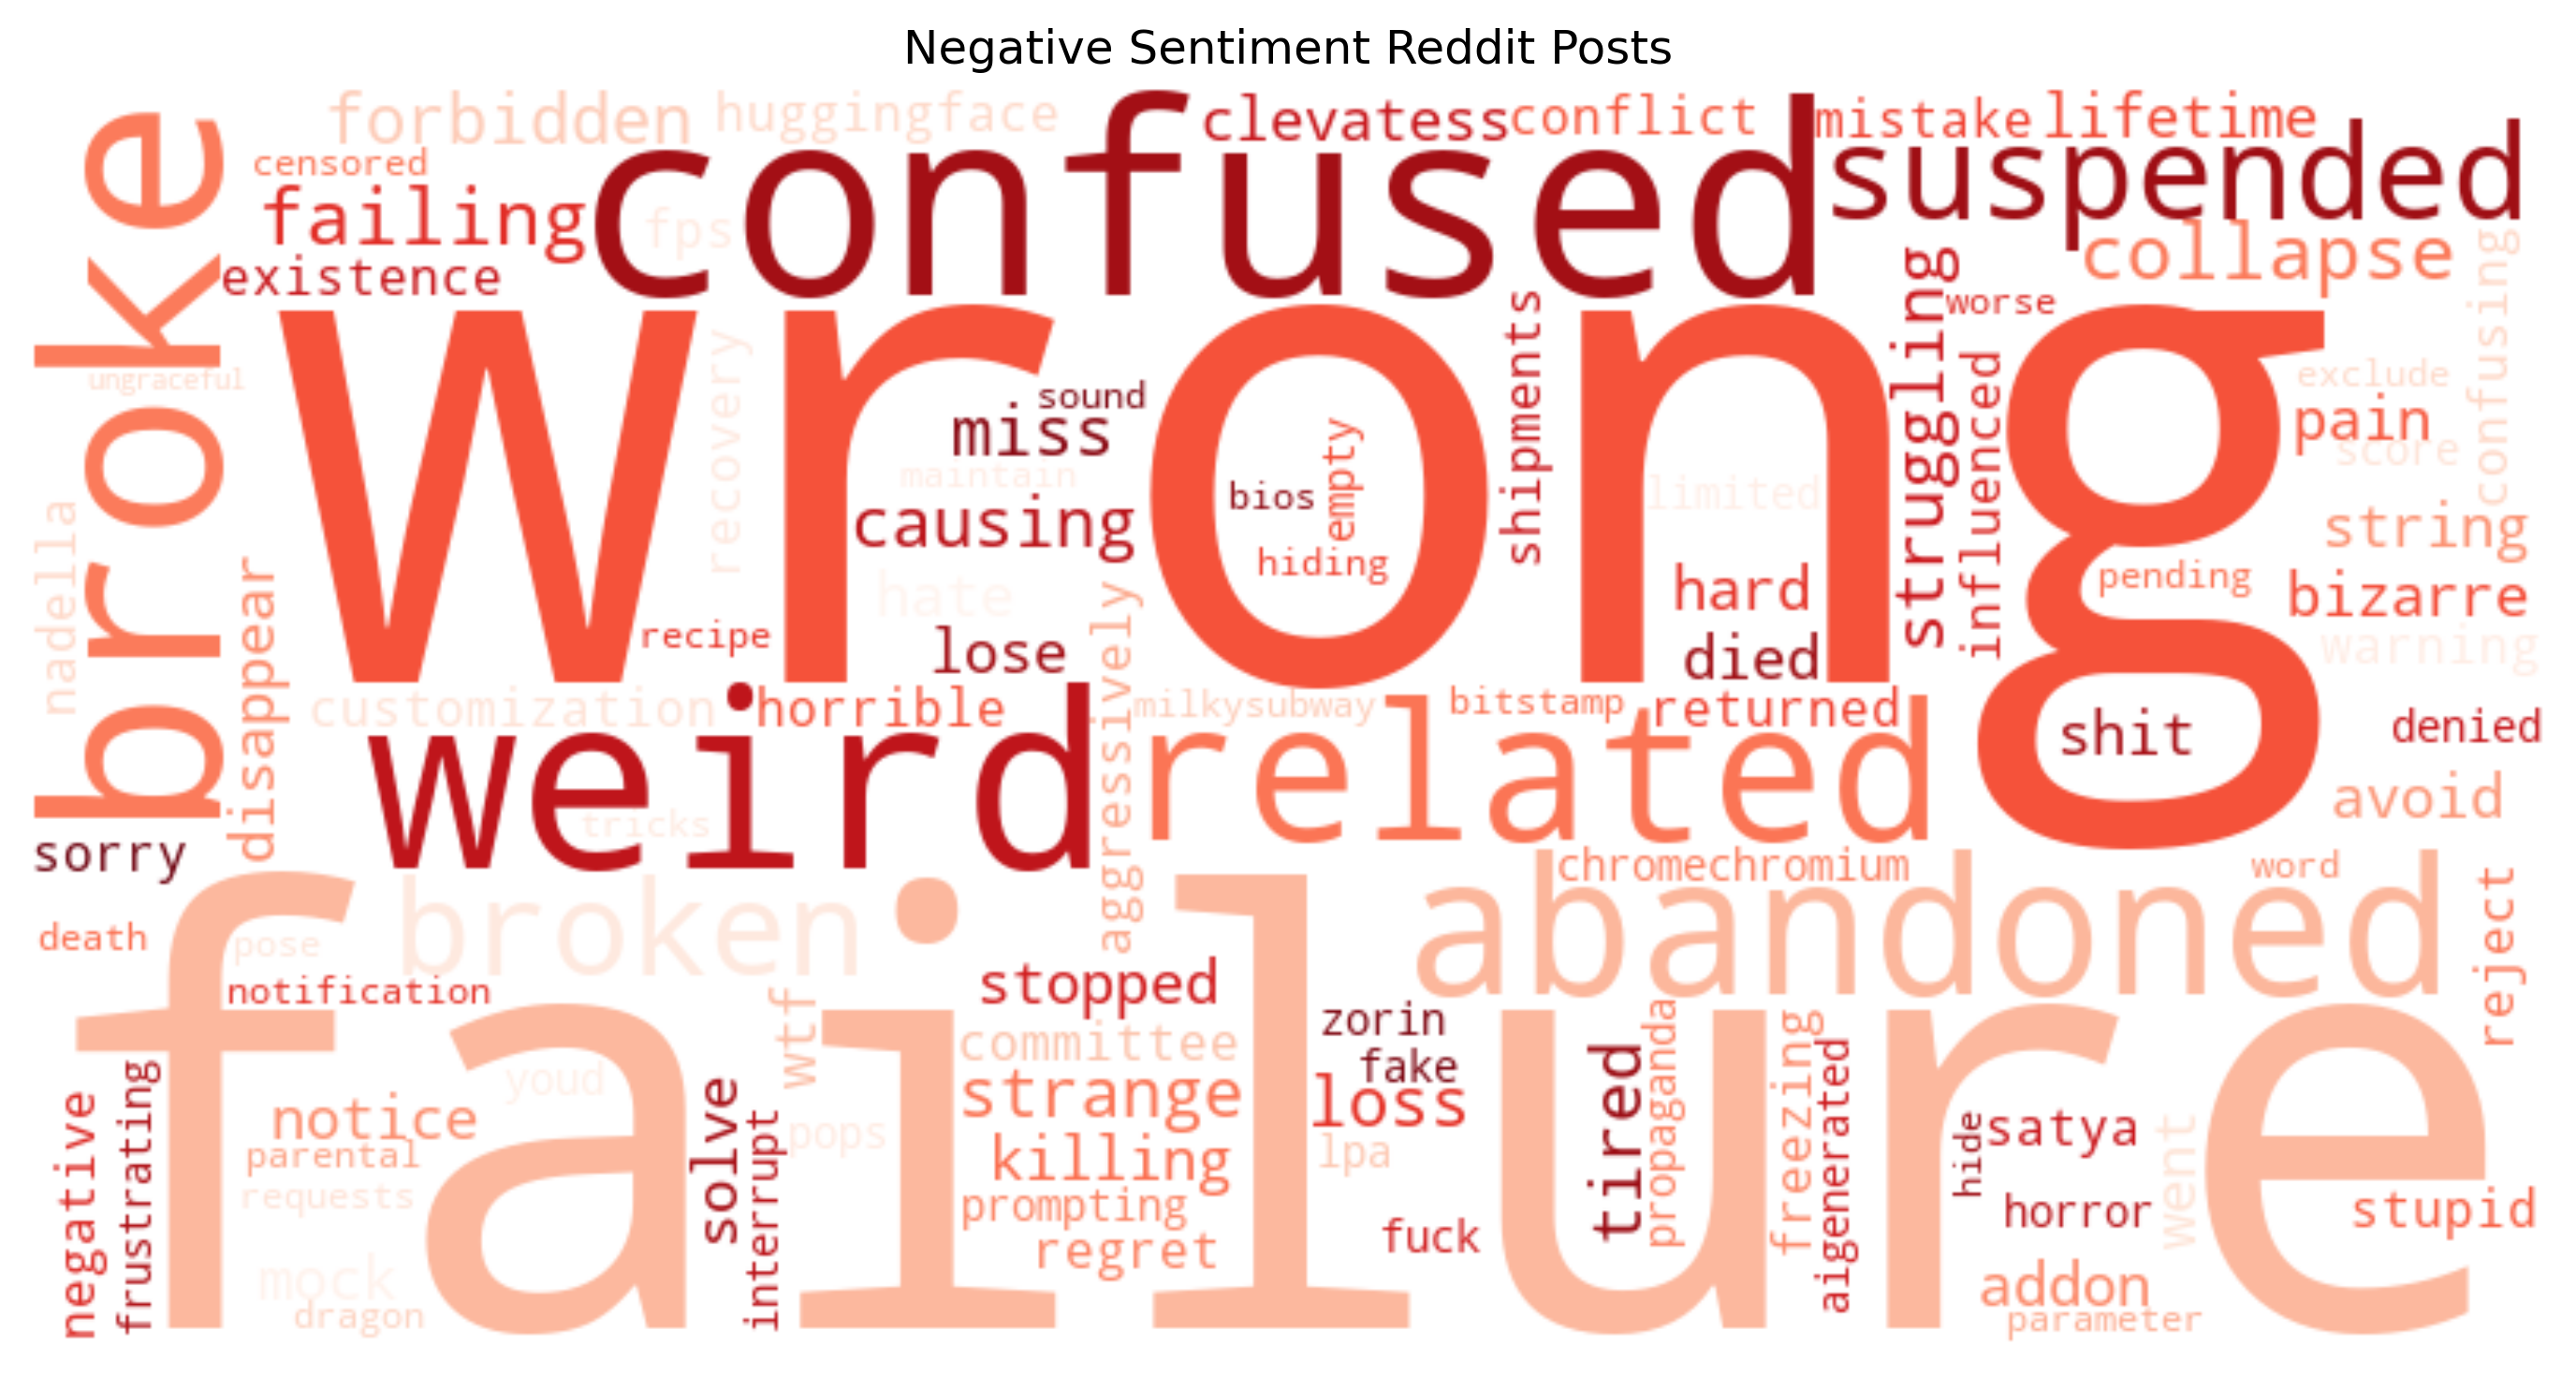 Negative Sentiment Reddit Posts
broke
forbidden
huggingface
confused
clevatess
conflict
mistake
lifetime
censored
failing
fps
suspended
existence
collapse
confusing
wrong
struggling
worse
shipments
influenced
ungraceful
recovery
sound
miss
maintain
causing
bios
empty
hiding
limited
exclude
pain
score
nadella
string
hate
hard
pending
bizarre
disappear
recipe
lose
aggressively
died
warning
customization
horrible
milkysubway
bitstamp
returned
shit
denied
weird
related
tricks
avoid
sorry
chromechromium
word
reject
failure
broken
abandoned
death
pose
stopped
notification
wtf
committee
zorin
fake
tired
propaganda
freezing
aigenerated
negative
frustrating
youd
solve
interrupt
strange
loss
notice
pops
hide
satya
went
parental
killing
lpa
requests
prompting
horror
stupid
regret
fuck
mock
addon
dragon
parameter